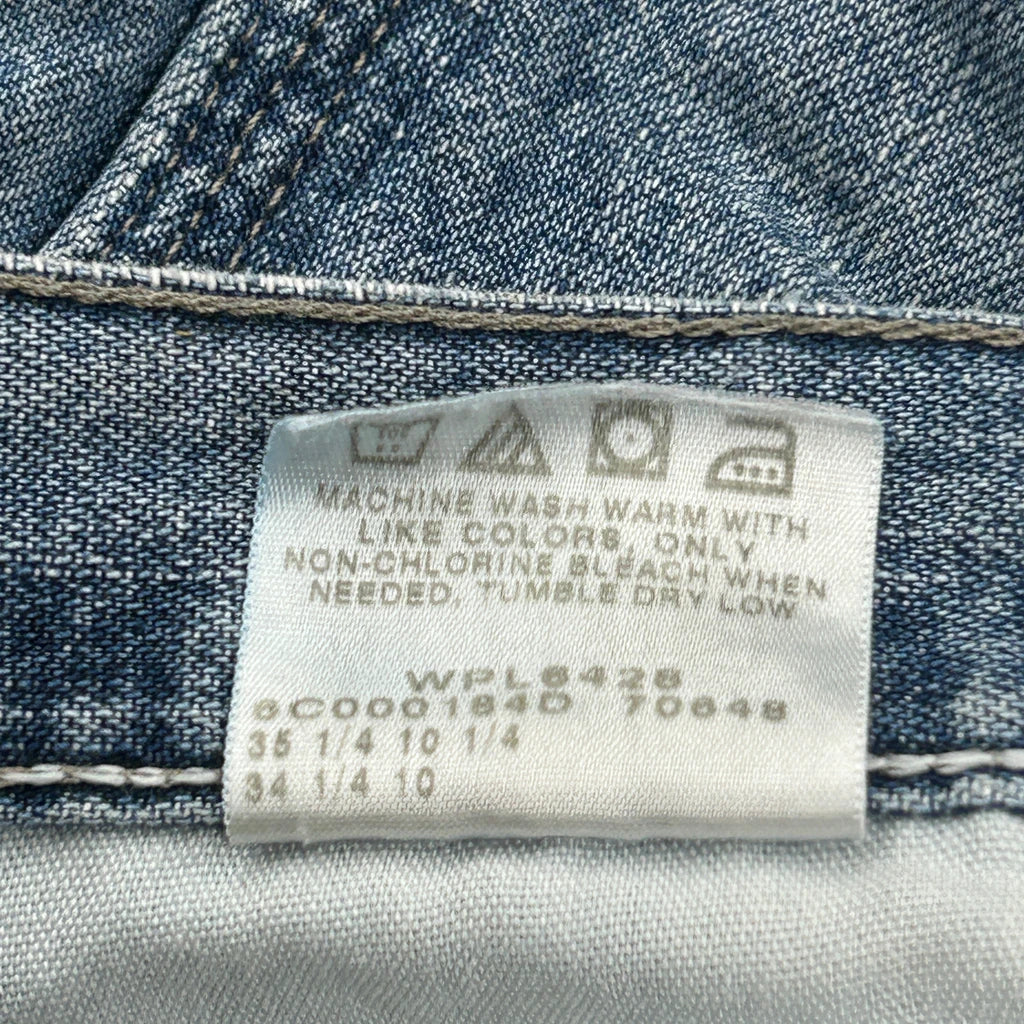 MACHINE WASH WARM WITH
LIKE COLORS, ONLY
NON-CHLORINE BLEACH WHEN
NEEDED, TUMBLE DRY LOW
WPL8428
35 1/4 10 1/4
34 1/4 10